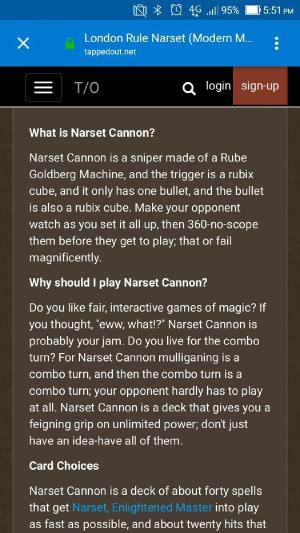 4G 95% 5:51 PM
London Rule Narset (Modern M...
tappedout.net
T/O login sign-up
What is Narset Cannon?
Narset Cannon is a sniper made of a Rube
Goldberg Machine, and the trigger is a rubix
cube, and it only has one bullet, and the bullet
is also a rubix cube. Make your opponent
watch as you set it all up, then 360-no-scope
them before they get to play; that or fail
magnificently.
Why should I play Narset Cannon?
Do you like fair, interactive games of magic? If
you thought, "eww, what!?" Narset Cannon is
probably your jam. Do you live for the combo
turn? For Narset Cannon mulliganing is a
combo turn, and then the combo turn is a
combo turn; your opponent hardly has to play
at all. Narset Cannon is a deck that gives you a
feigning grip on unlimited power; don't just
have an idea-have all of them.
Card Choices
Narset Cannon is a deck of about forty spells
that get Narset, Enlightened Master into play
as fast as possible, and about twenty hits that